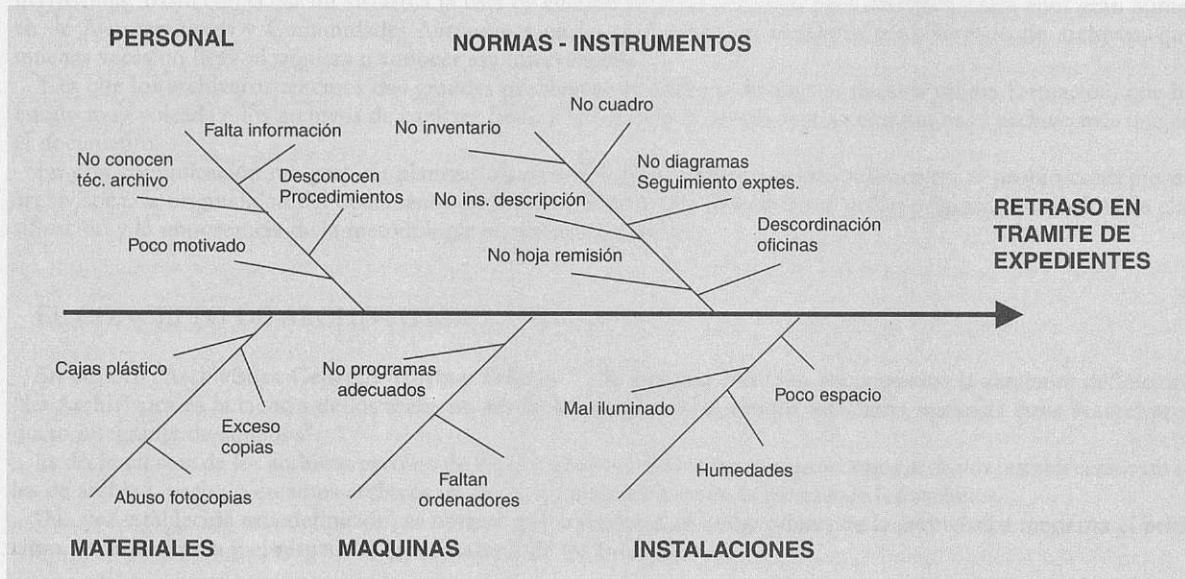 PERSONAL
NORMAS - INSTRUMENTOS
No cuadro
Falta información
No inventario
No conocen
téc. archivo
Desconocen
Procedimientos
No diagramas
Seguimiento exptes.
No ins. descripción
Poco motivado
No hoja remisión
Descordinación
oficinas
RETRASO EN
TRAMITE DE
EXPEDIENTES
Cajas plástico
No programas
adecuados
Mal iluminado
Poco espacio
Exceso
copias
Humedades
Abuso fotocopias
Faltan
ordenadores
MATERIALES
MAQUINAS
INSTALACIONES